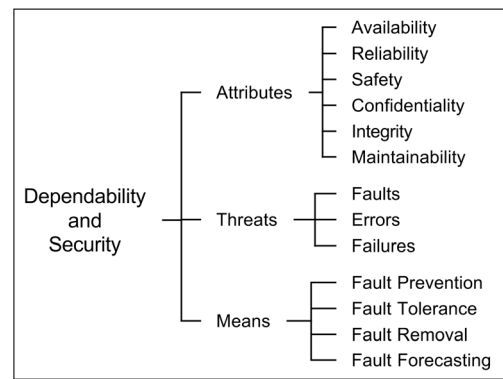 Dependability
and
Security
Attributes
Availability
Reliability
Safety
Confidentiality
Integrity
Maintainability
Threats
Faults
Errors
Failures
Means
Fault Prevention
Fault Tolerance
Fault Removal
Fault Forecasting